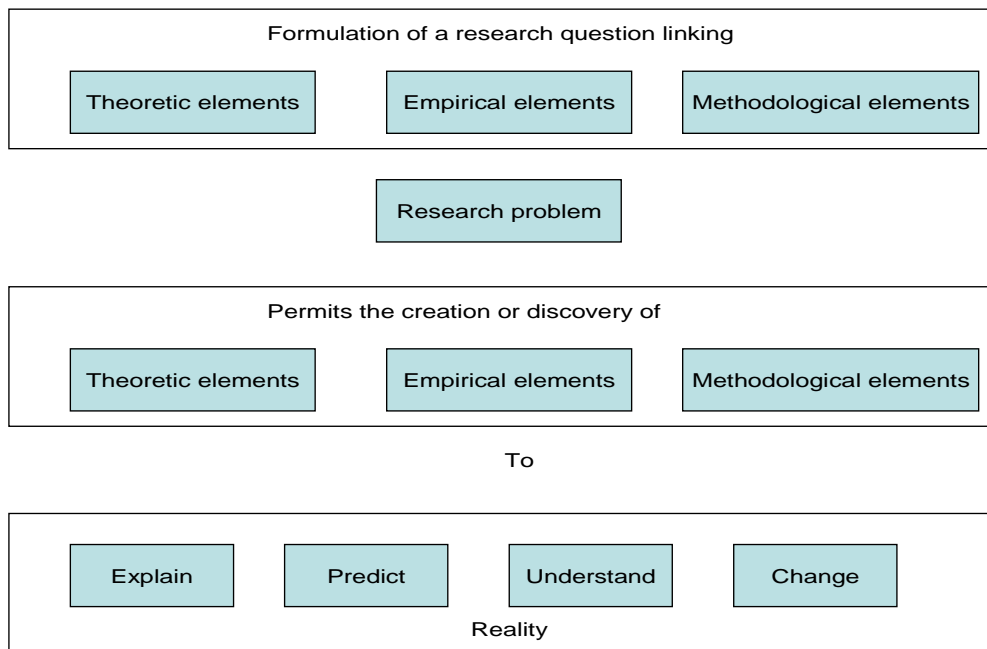 Formulation of a research question linking
Theoretic elements
Empirical elements
Methodological elements
Research problem
Permits the creation or discovery of
Theoretic elements
Empirical elements
Methodological elements
To
Explain
Predict
Understand
Change
Reality